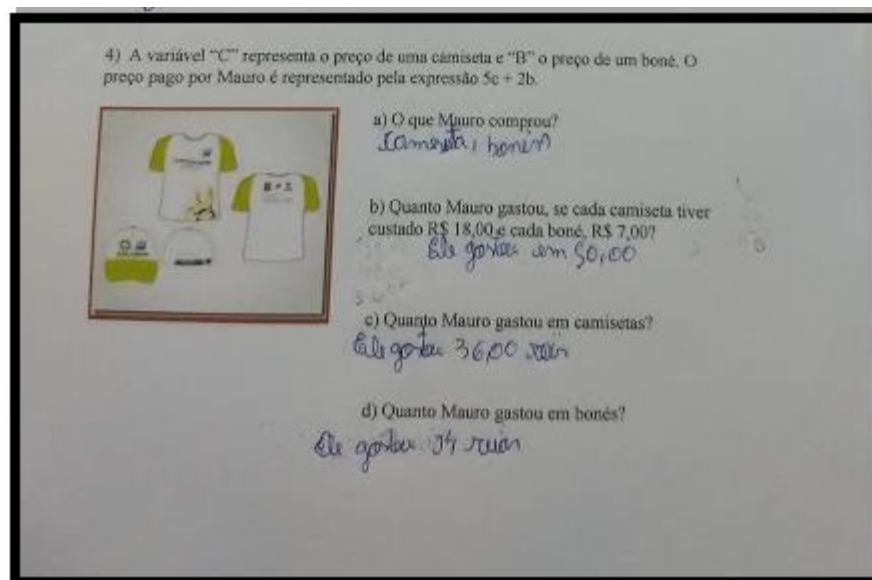 4) A variável “C” representa o preço de uma camiseta e “B” o preço de um boné. O
preço pago por Mauro é representado pela expressão 5c + 2b.
a) O que Mauro comprou?
b) Quanto Mauro gastou, se cada camiseta tiver
custado R$ 18,00 e cada boné, R$ 7,00?
Ele gastou em 50,00
c) Quanto Mauro gastou em camisetas?
Ele gastou 36,00 reais
d) Quanto Mauro gastou em bonés?
Ele gastou 14 reais